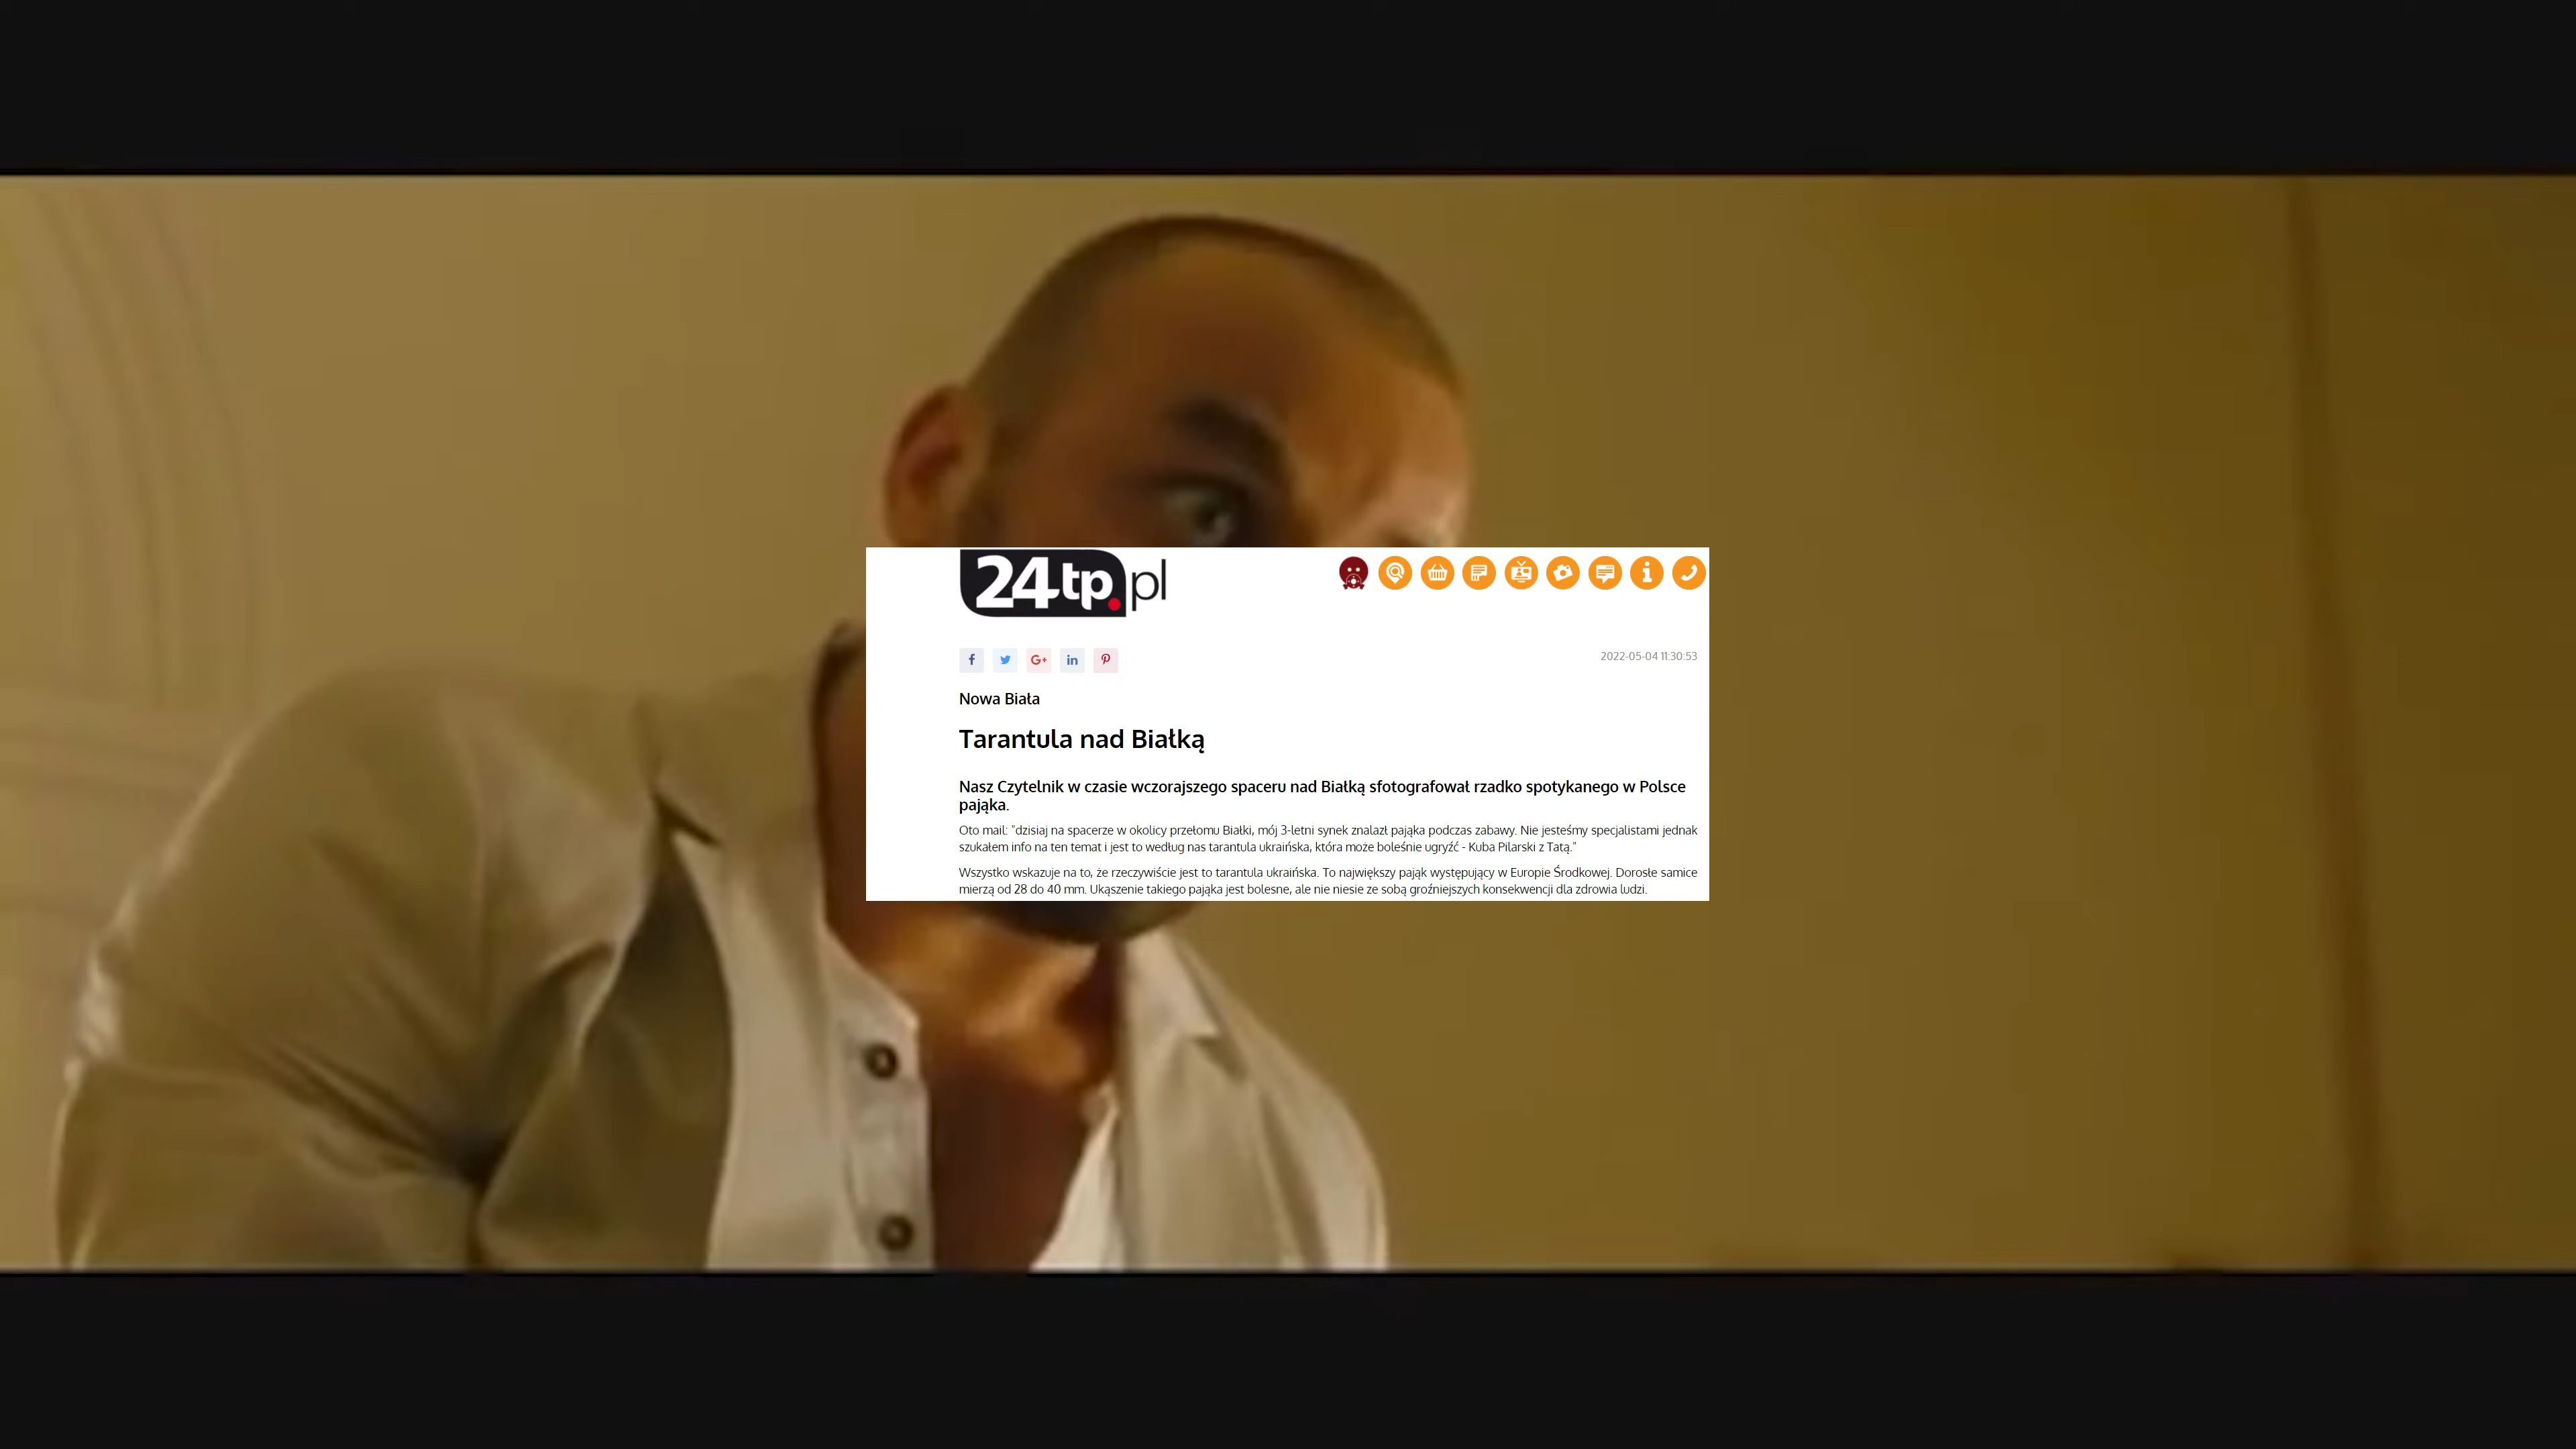 24tp.pl
2022-05-04 11:30:53
Nowa Biała
Tarantula nad Białką
Nasz Czytelnik w czasie wczorajszego spaceru nad Białką sfotografował rzadko spotykanego w Polsce
pająka.
Oto mail: "dzisiaj na spacerze w okolicy przełomu Białki, mój 3-letni synek znalazł pająka podczas zabawy. Nie jesteśmy specjalistami jednak
szukałem info na ten temat i jest to według nas tarantula ukraińska, która może boleśnie ugryźć - Kuba Pilarski z Tatą."
Wszystko wskazuje na to, że rzeczywiście jest to tarantula ukraińska. To największy pająk występujący w Europie Środkowej. Dorosłe samice
mierzą od 28 do 40 mm. Ukąszenie takiego pająka jest bolesne, ale nie niesie ze sobą groźniejszych konsekwencji dla zdrowia ludzi.